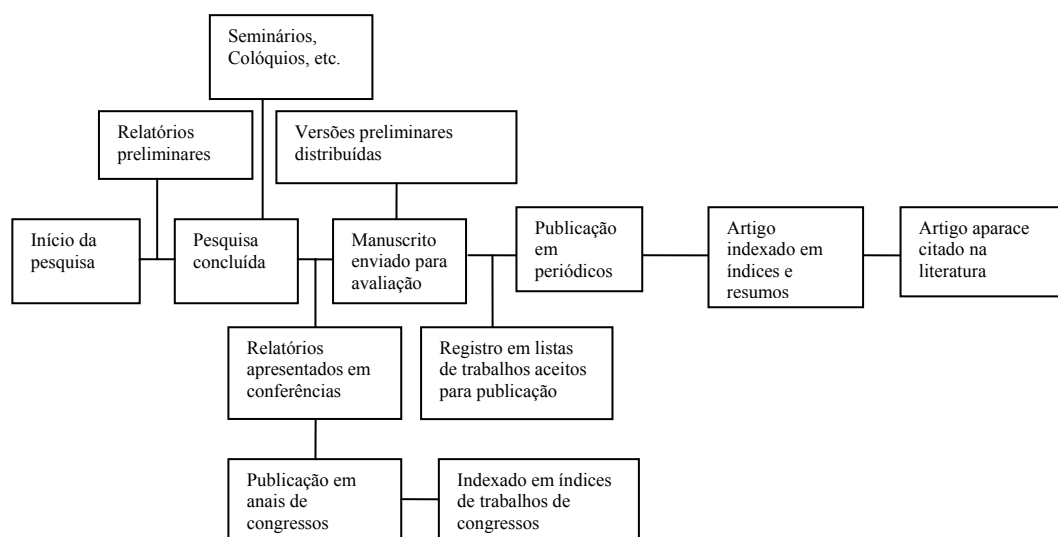 Seminários,
Colóquios, etc.
Relatórios
preliminares
Versões preliminares
distribuídas
Início da
pesquisa
Pesquisa
concluída
Manuscrito
enviado para
avaliação
Publicação
em
periódicos
Artigo
indexado em
índices e
resumos
Artigo aparace
citado na
literatura
Relatórios
apresentados em
conferências
Registro em listas
de trabalhos aceitos
para publicação
Publicação em
anais de
congressos
Indexado em índices
de trabalhos de
congressos